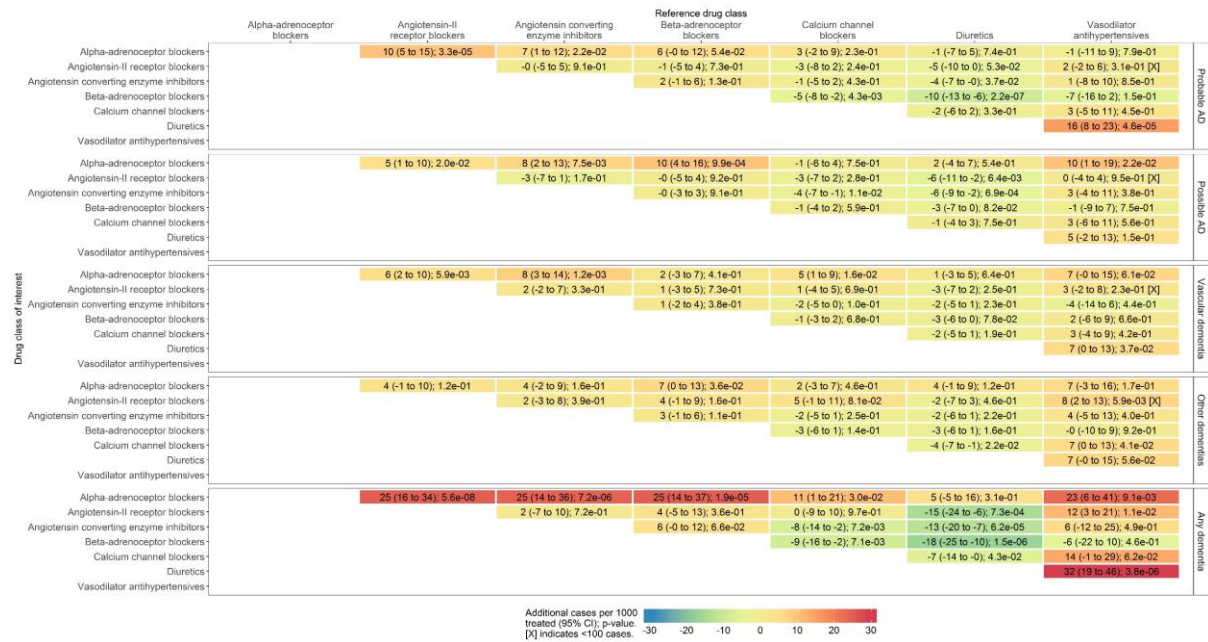 Reference drug class
Alpha-adrenoceptor blockers
Angiotensin-II receptor blockers
Angiotensin converting enzyme inhibitors
Beta-adrenoceptor blockers
Calcium channel blockers
Diuretics
Vasodilator antihypertensives
Drug class of interest
Probable AD
Alpha-adrenoceptor blockers 10 (5 to 15); 3.3e-05 7 (1 to 12); 2.2e-02 6 (-0 to 12); 5.4e-02 3 (-2 to 9); 2.3e-01 -1 (-7 to 5); 7.4e-01 -1 (-11 to 9); 7.9e-01
Angiotensin-II receptor blockers -0 (-5 to 5); 9.1e-01 -1 (-5 to 4); 7.3e-01 -3 (-8 to 2); 2.4e-01 -5 (-10 to 0); 5.3e-02 2 (-2 to 6); 3.1e-01 [X]
Angiotensin converting enzyme inhibitors 2 (-1 to 6); 1.3e-01 -1 (-5 to 2); 4.3e-01 -4 (-7 to -0); 3.7e-02 1 (-8 to 10); 8.5e-01
Beta-adrenoceptor blockers -5 (-8 to -2); 4.3e-03 -10 (-13 to -6); 2.2e-07 -7 (-16 to 2); 1.5e-01
Calcium channel blockers -2 (-6 to 2); 3.3e-01 3 (-5 to 11); 4.5e-01
Diuretics 16 (8 to 23); 4.6e-05
Vasodilator antihypertensives
Possible AD
Alpha-adrenoceptor blockers 5 (1 to 10); 2.0e-02 8 (2 to 13); 7.5e-03 10 (4 to 16); 9.9e-04 -1 (-6 to 4); 7.5e-01 2 (-4 to 7); 5.4e-01 10 (1 to 19); 2.2e-02
Angiotensin-II receptor blockers -3 (-7 to 1); 1.7e-01 -0 (-5 to 4); 9.2e-01 -3 (-7 to 2); 2.8e-01 -6 (-11 to -2); 6.4e-03 0 (-4 to 4); 9.5e-01 [X]
Angiotensin converting enzyme inhibitors -0 (-3 to 3); 9.1e-01 -4 (-7 to -1); 1.1e-02 -6 (-9 to -2); 6.9e-04 3 (-4 to 11); 3.8e-01
Beta-adrenoceptor blockers -1 (-4 to 2); 5.9e-01 -3 (-7 to 0); 8.2e-02 -1 (-9 to 7); 7.5e-01
Calcium channel blockers -1 (-4 to 3); 7.5e-01 3 (-6 to 11); 5.6e-01
Diuretics 5 (-2 to 13); 1.5e-01
Vasodilator antihypertensives
Vascular dementia
Alpha-adrenoceptor blockers 6 (2 to 10); 5.9e-03 8 (3 to 14); 1.2e-03 2 (-3 to 7); 4.1e-01 5 (1 to 9); 1.6e-02 1 (-3 to 5); 6.4e-01 7 (-0 to 15); 6.1e-02
Angiotensin-II receptor blockers 2 (-2 to 7); 3.3e-01 1 (-3 to 5); 7.3e-01 1 (-4 to 5); 6.9e-01 -3 (-7 to 2); 2.5e-01 3 (-2 to 8); 2.3e-01 [X]
Angiotensin converting enzyme inhibitors 1 (-2 to 4); 3.8e-01 -2 (-5 to 0); 1.0e-01 -2 (-5 to 1); 2.3e-01 -4 (-14 to 6); 4.4e-01
Beta-adrenoceptor blockers -1 (-3 to 2); 6.8e-01 -3 (-6 to 0); 7.8e-02 2 (-6 to 9); 6.6e-01
Calcium channel blockers -2 (-5 to 1); 1.9e-01 3 (-4 to 9); 4.2e-01
Diuretics 7 (0 to 13); 3.7e-02
Vasodilator antihypertensives
Other dementias
Alpha-adrenoceptor blockers 4 (-1 to 10); 1.2e-01 4 (-2 to 9); 1.6e-01 7 (0 to 13); 3.6e-02 2 (-3 to 7); 4.6e-01 4 (-1 to 9); 1.2e-01 7 (-3 to 16); 1.7e-01
Angiotensin-II receptor blockers 2 (-3 to 8); 3.9e-01 4 (-1 to 9); 1.6e-01 5 (-1 to 11); 8.1e-02 -2 (-7 to 3); 4.6e-01 8 (2 to 13); 5.9e-03 [X]
Angiotensin converting enzyme inhibitors 3 (-1 to 6); 1.1e-01 -2 (-5 to 1); 2.5e-01 -2 (-6 to 1); 2.2e-01 4 (-5 to 13); 4.0e-01
Beta-adrenoceptor blockers -3 (-6 to 1); 1.4e-01 -3 (-6 to 1); 1.6e-01 -0 (-10 to 9); 9.2e-01
Calcium channel blockers -4 (-7 to -1); 2.2e-02 7 (0 to 13); 4.1e-02
Diuretics 7 (-0 to 15); 5.6e-02
Vasodilator antihypertensives
Any dementia
Alpha-adrenoceptor blockers 25 (16 to 34); 5.6e-08 25 (14 to 36); 7.2e-06 25 (14 to 37); 1.9e-05 11 (1 to 21); 3.0e-02 5 (-5 to 16); 3.1e-01 23 (6 to 41); 9.1e-03
Angiotensin-II receptor blockers 2 (-7 to 10); 7.2e-01 4 (-5 to 13); 3.6e-01 0 (-9 to 10); 9.7e-01 -15 (-24 to -6); 7.3e-04 12 (3 to 21); 1.1e-02
Angiotensin converting enzyme inhibitors 6 (-0 to 12); 6.6e-02 -8 (-14 to -2); 7.2e-03 -13 (-20 to -7); 6.2e-05 6 (-12 to 25); 4.9e-01
Beta-adrenoceptor blockers -9 (-16 to -2); 7.1e-03 -18 (-25 to -10); 1.5e-06 -6 (-22 to 10); 4.6e-01
Calcium channel blockers -7 (-14 to -0); 4.3e-02 14 (-1 to 29); 6.2e-02
Diuretics 32 (19 to 46); 3.8e-06
Vasodilator antihypertensives
Additional cases per 1000
treated (95% CI); p-value.
[X] indicates <100 cases.
-30 -20 -10 0 10 20 30